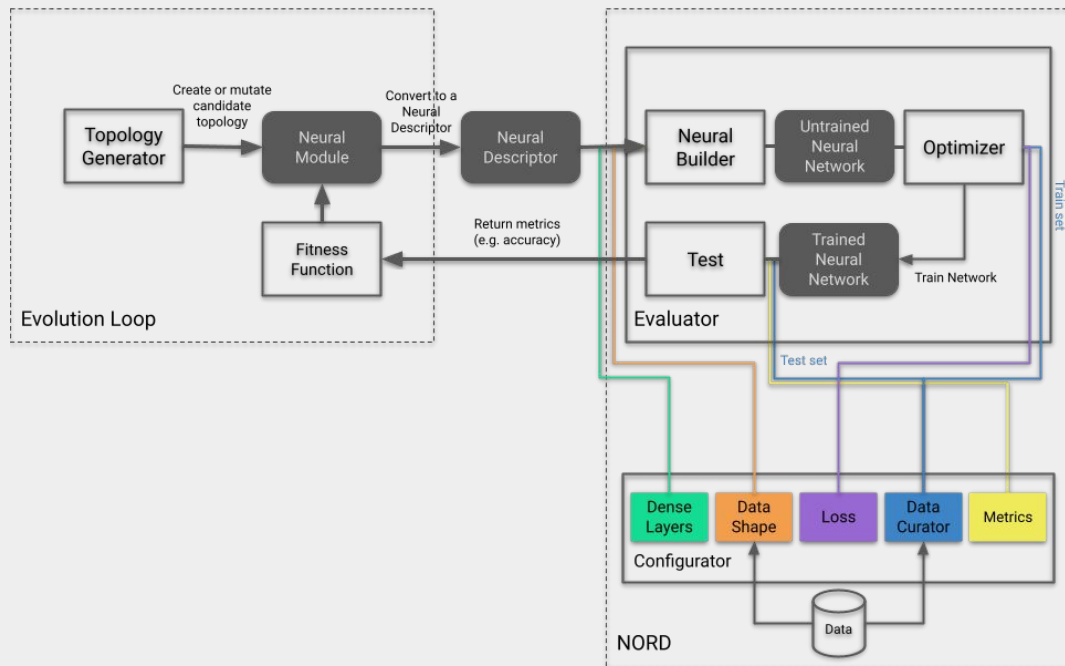 Create or mutate
candidate
topology
Convert to a
Neural
Descriptor
Topology
Generator
Neural
Module
Neural
Descriptor
Neural
Builder
Untrained
Neural
Network
Optimizer
Train set
Return metrics
(e.g. accuracy)
Fitness
Function
Test
Trained
Neural
Network
Train Network
Evolution Loop
Evaluator
Test set
Dense
Layers
Data
Shape
Loss
Data
Curator
Metrics
Configurator
Data
NORD